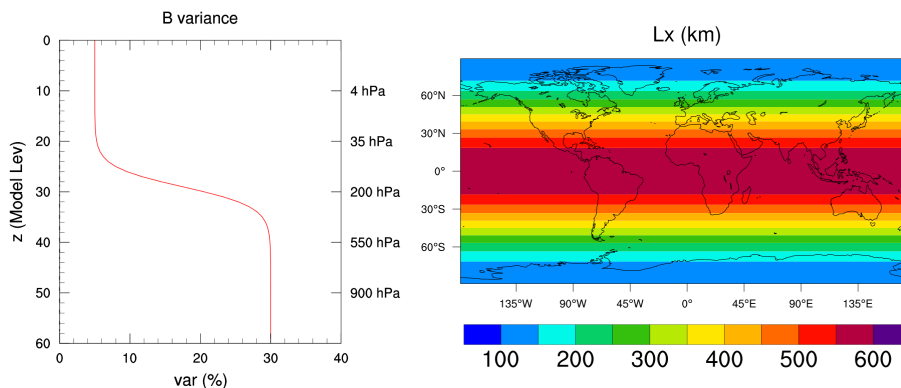 B variance
0
10
20
30
40
50
60
z (Model Lev)
4 hPa
35 hPa
200 hPa
550 hPa
900 hPa
0 10 20 30 40
var (%)
Lx (km)
60°N
30°N
0°
30°S
60°S
135°W 90°W 45°W 0° 45°E 90°E 135°E
100 200 300 400 500 600